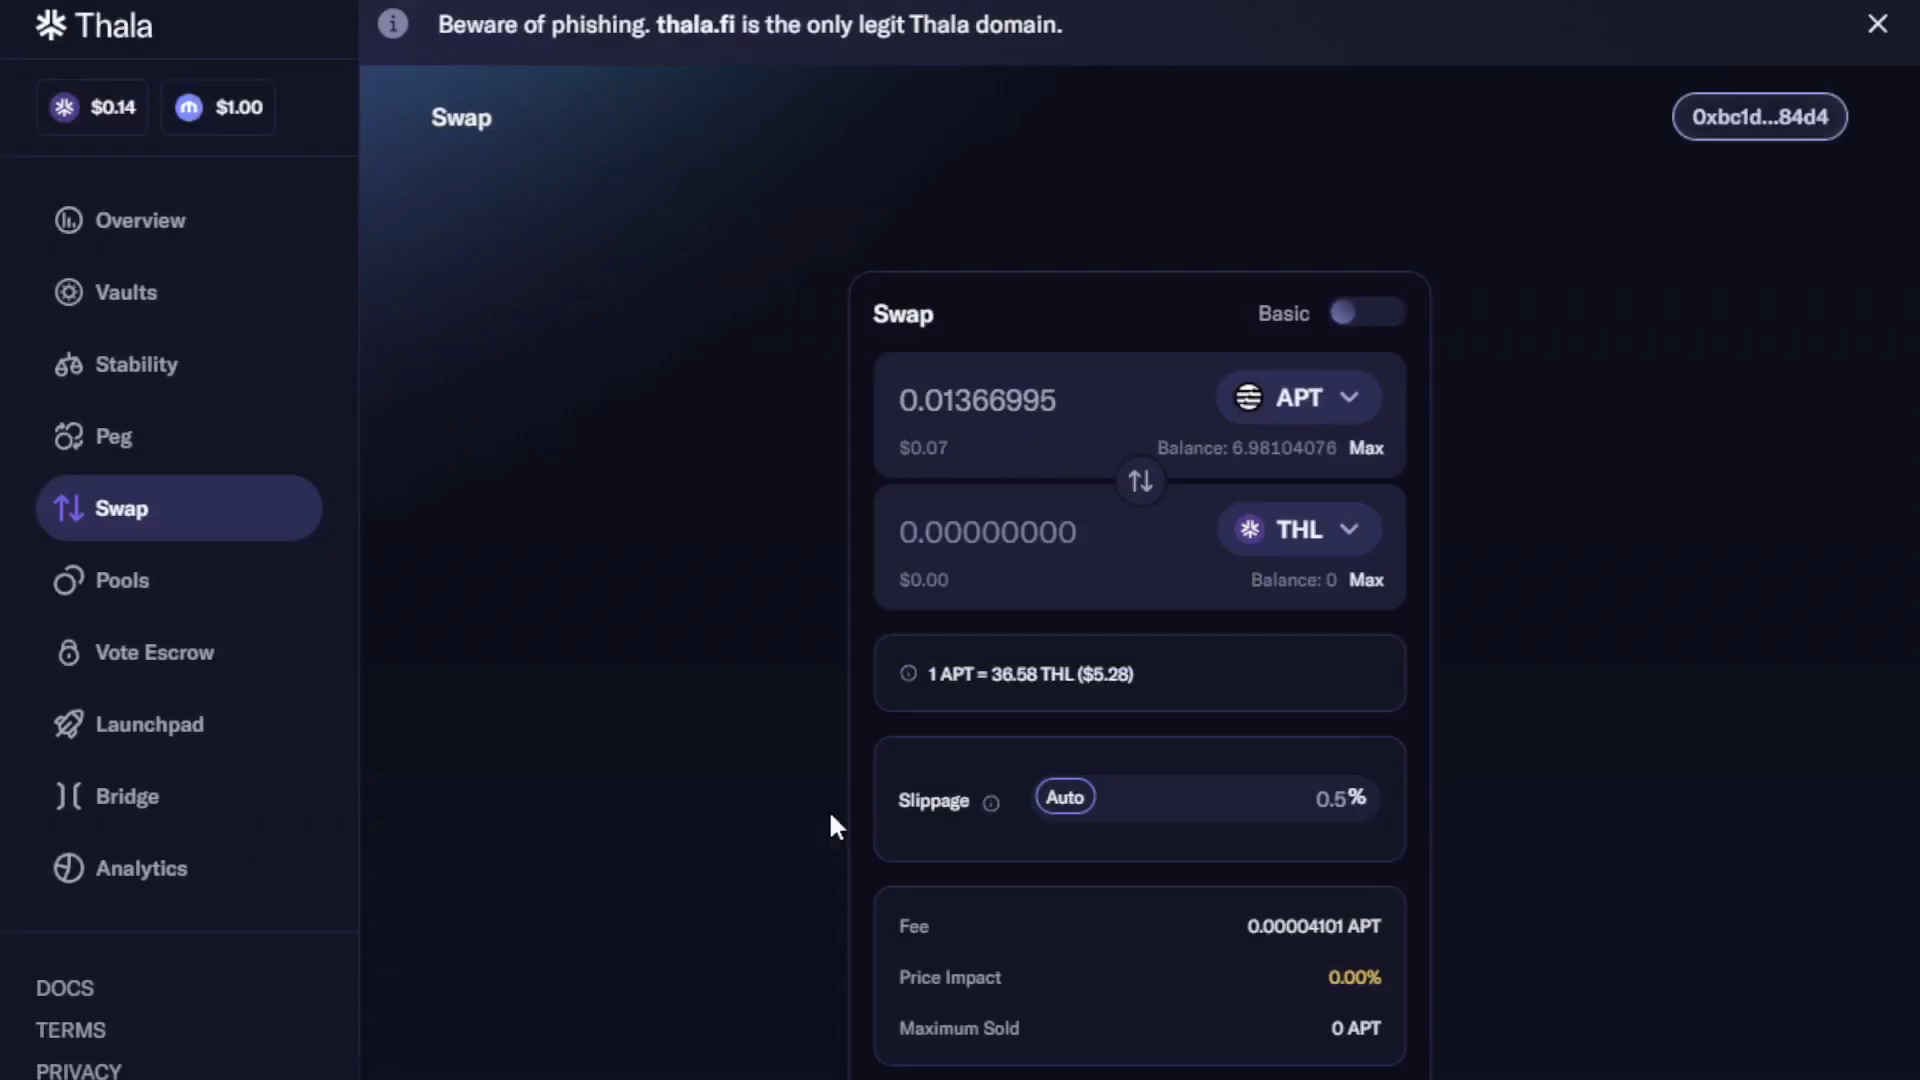 Thala
Beware of phishing. thala.fi is the only legit Thala domain.
$0.14
$1.00
Swap
0xbc1d...84d4
Overview
Vaults
Stability
Peg
Swap
Pools
Vote Escrow
Launchpad
Bridge
Analytics
DOCS
TERMS
PRIVACY
Swap
Basic
0.01366995
APT
$0.07
Balance: 6.98104076 Max
0.00000000
THL
$0.00
Balance: 0 Max
1 APT = 36.58 THL ($5.28)
Slippage
Auto
0.5%
Fee
0.00004101 APT
Price Impact
0.00%
Maximum Sold
0 APT